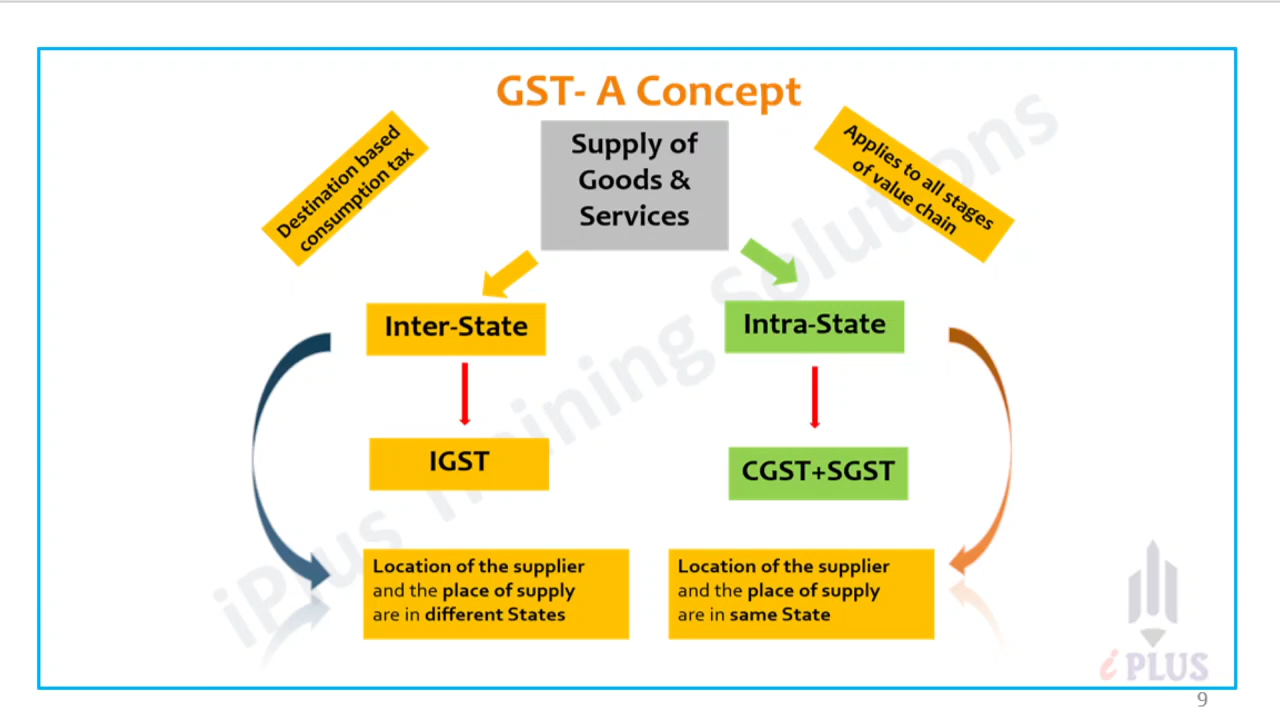 GST- A Concept
Destination based
consumption tax
Supply of
Goods &
Services
Applies to all stages
of value chain
Inter-State
Intra-State
IGST
CGST+SGST
Location of the supplier
and the place of supply
are in different States
Location of the supplier
and the place of supply
are in same State
iPlus Training Solutions
i PLUS
9